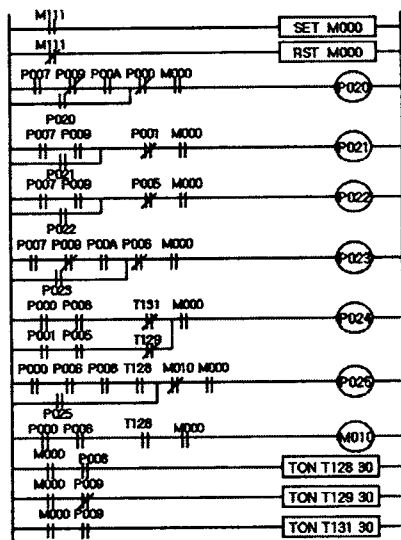 M111
SET M000
M111
RST M000
P007 P009 P00A P000 M000
P020
P020
P007 P009 P001 M000
P021
P021
P007 P009 P005 M000
P022
P022
P007 P009 P00A P006 M000
P023
P023
P000 P008 T131 M000
P024
P001 P005 T129
P000 P006 P008 T128 M010 M000
P025
P025
P000 P008 T128 M000
M010
M000 P008
TON T128 30
M000 P009
TON T129 30
M000 P009
TON T131 30